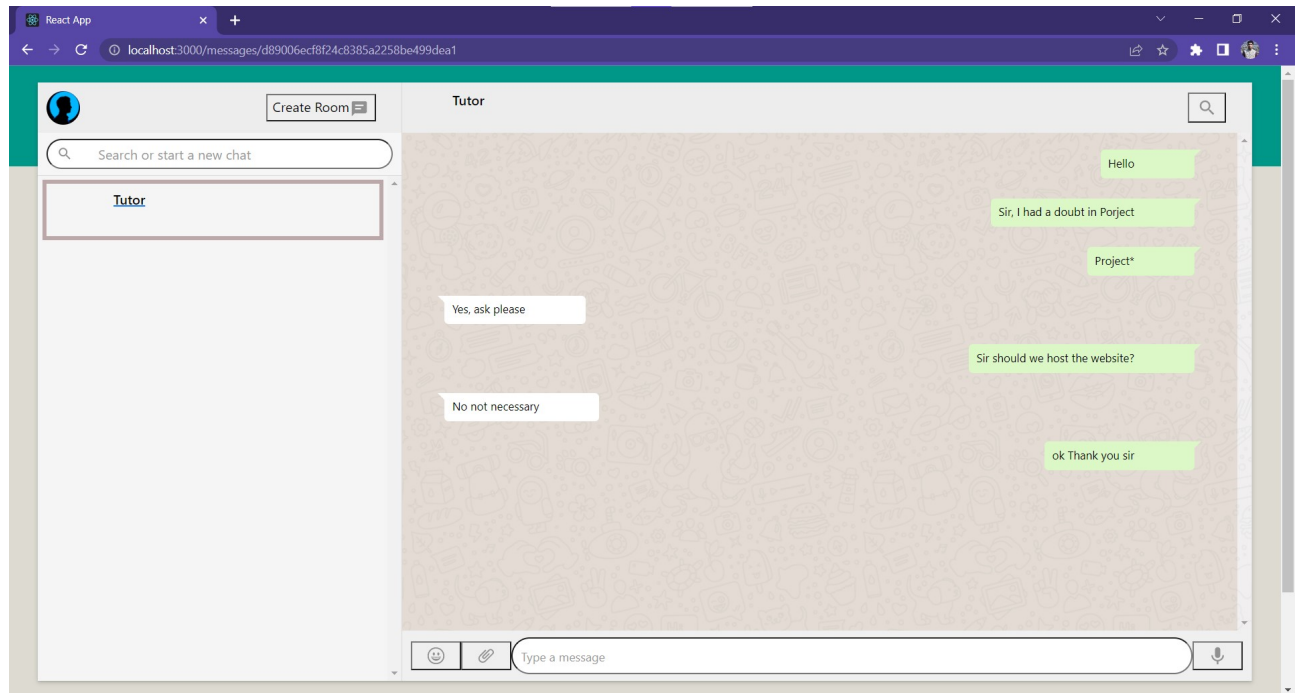 React App
localhost:3000/messages/d89006ecf8f24c8385a2258be499dea1
Create Room
Search or start a new chat
Tutor
Tutor
Hello
Sir, I had a doubt in Porject
Project*
Yes, ask please
Sir should we host the website?
No not necessary
ok Thank you sir
Type a message